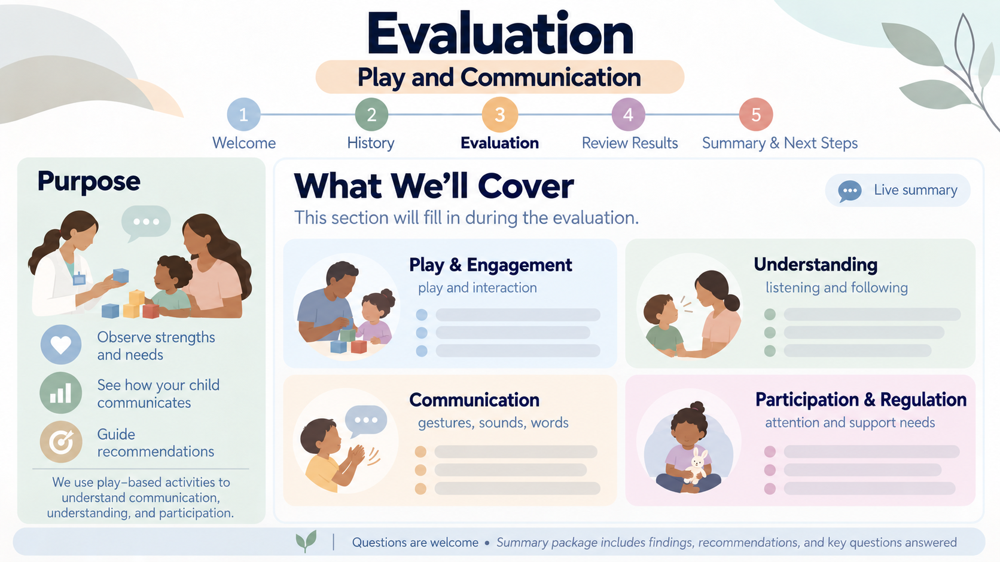 Evaluation
Play and Communication
1
2
3
4
5
Welcome
History
Evaluation
Review Results
Summary & Next Steps
Purpose
Observe strengths
and needs
See how your child
communicates
Guide
recommendations
We use play-based activities to
understand communication,
understanding, and participation.
What We'll Cover
This section will fill in during the evaluation.
Live summary
Play & Engagement
play and interaction
Understanding
listening and following
Communication
gestures, sounds, words
Participation & Regulation
attention and support needs
Questions are welcome • Summary package includes findings, recommendations, and key questions answered